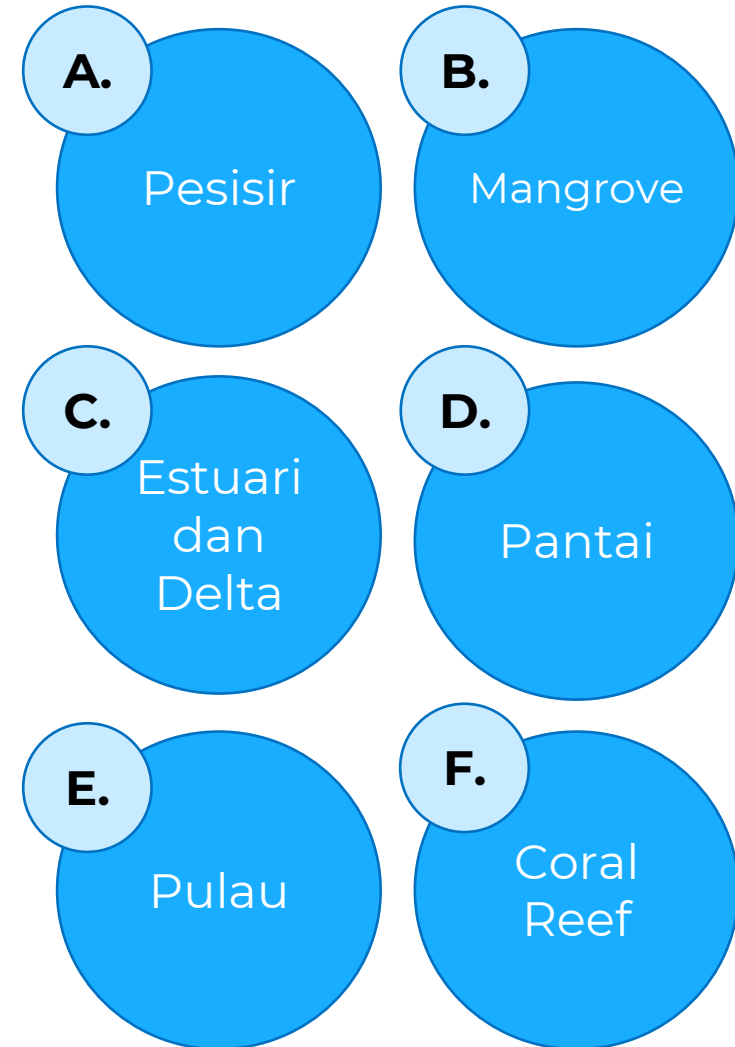 A.
Pesisir
B.
Mangrove
C.
Estuari
dan
Delta
D.
Pantai
E.
Pulau
F.
Coral
Reef